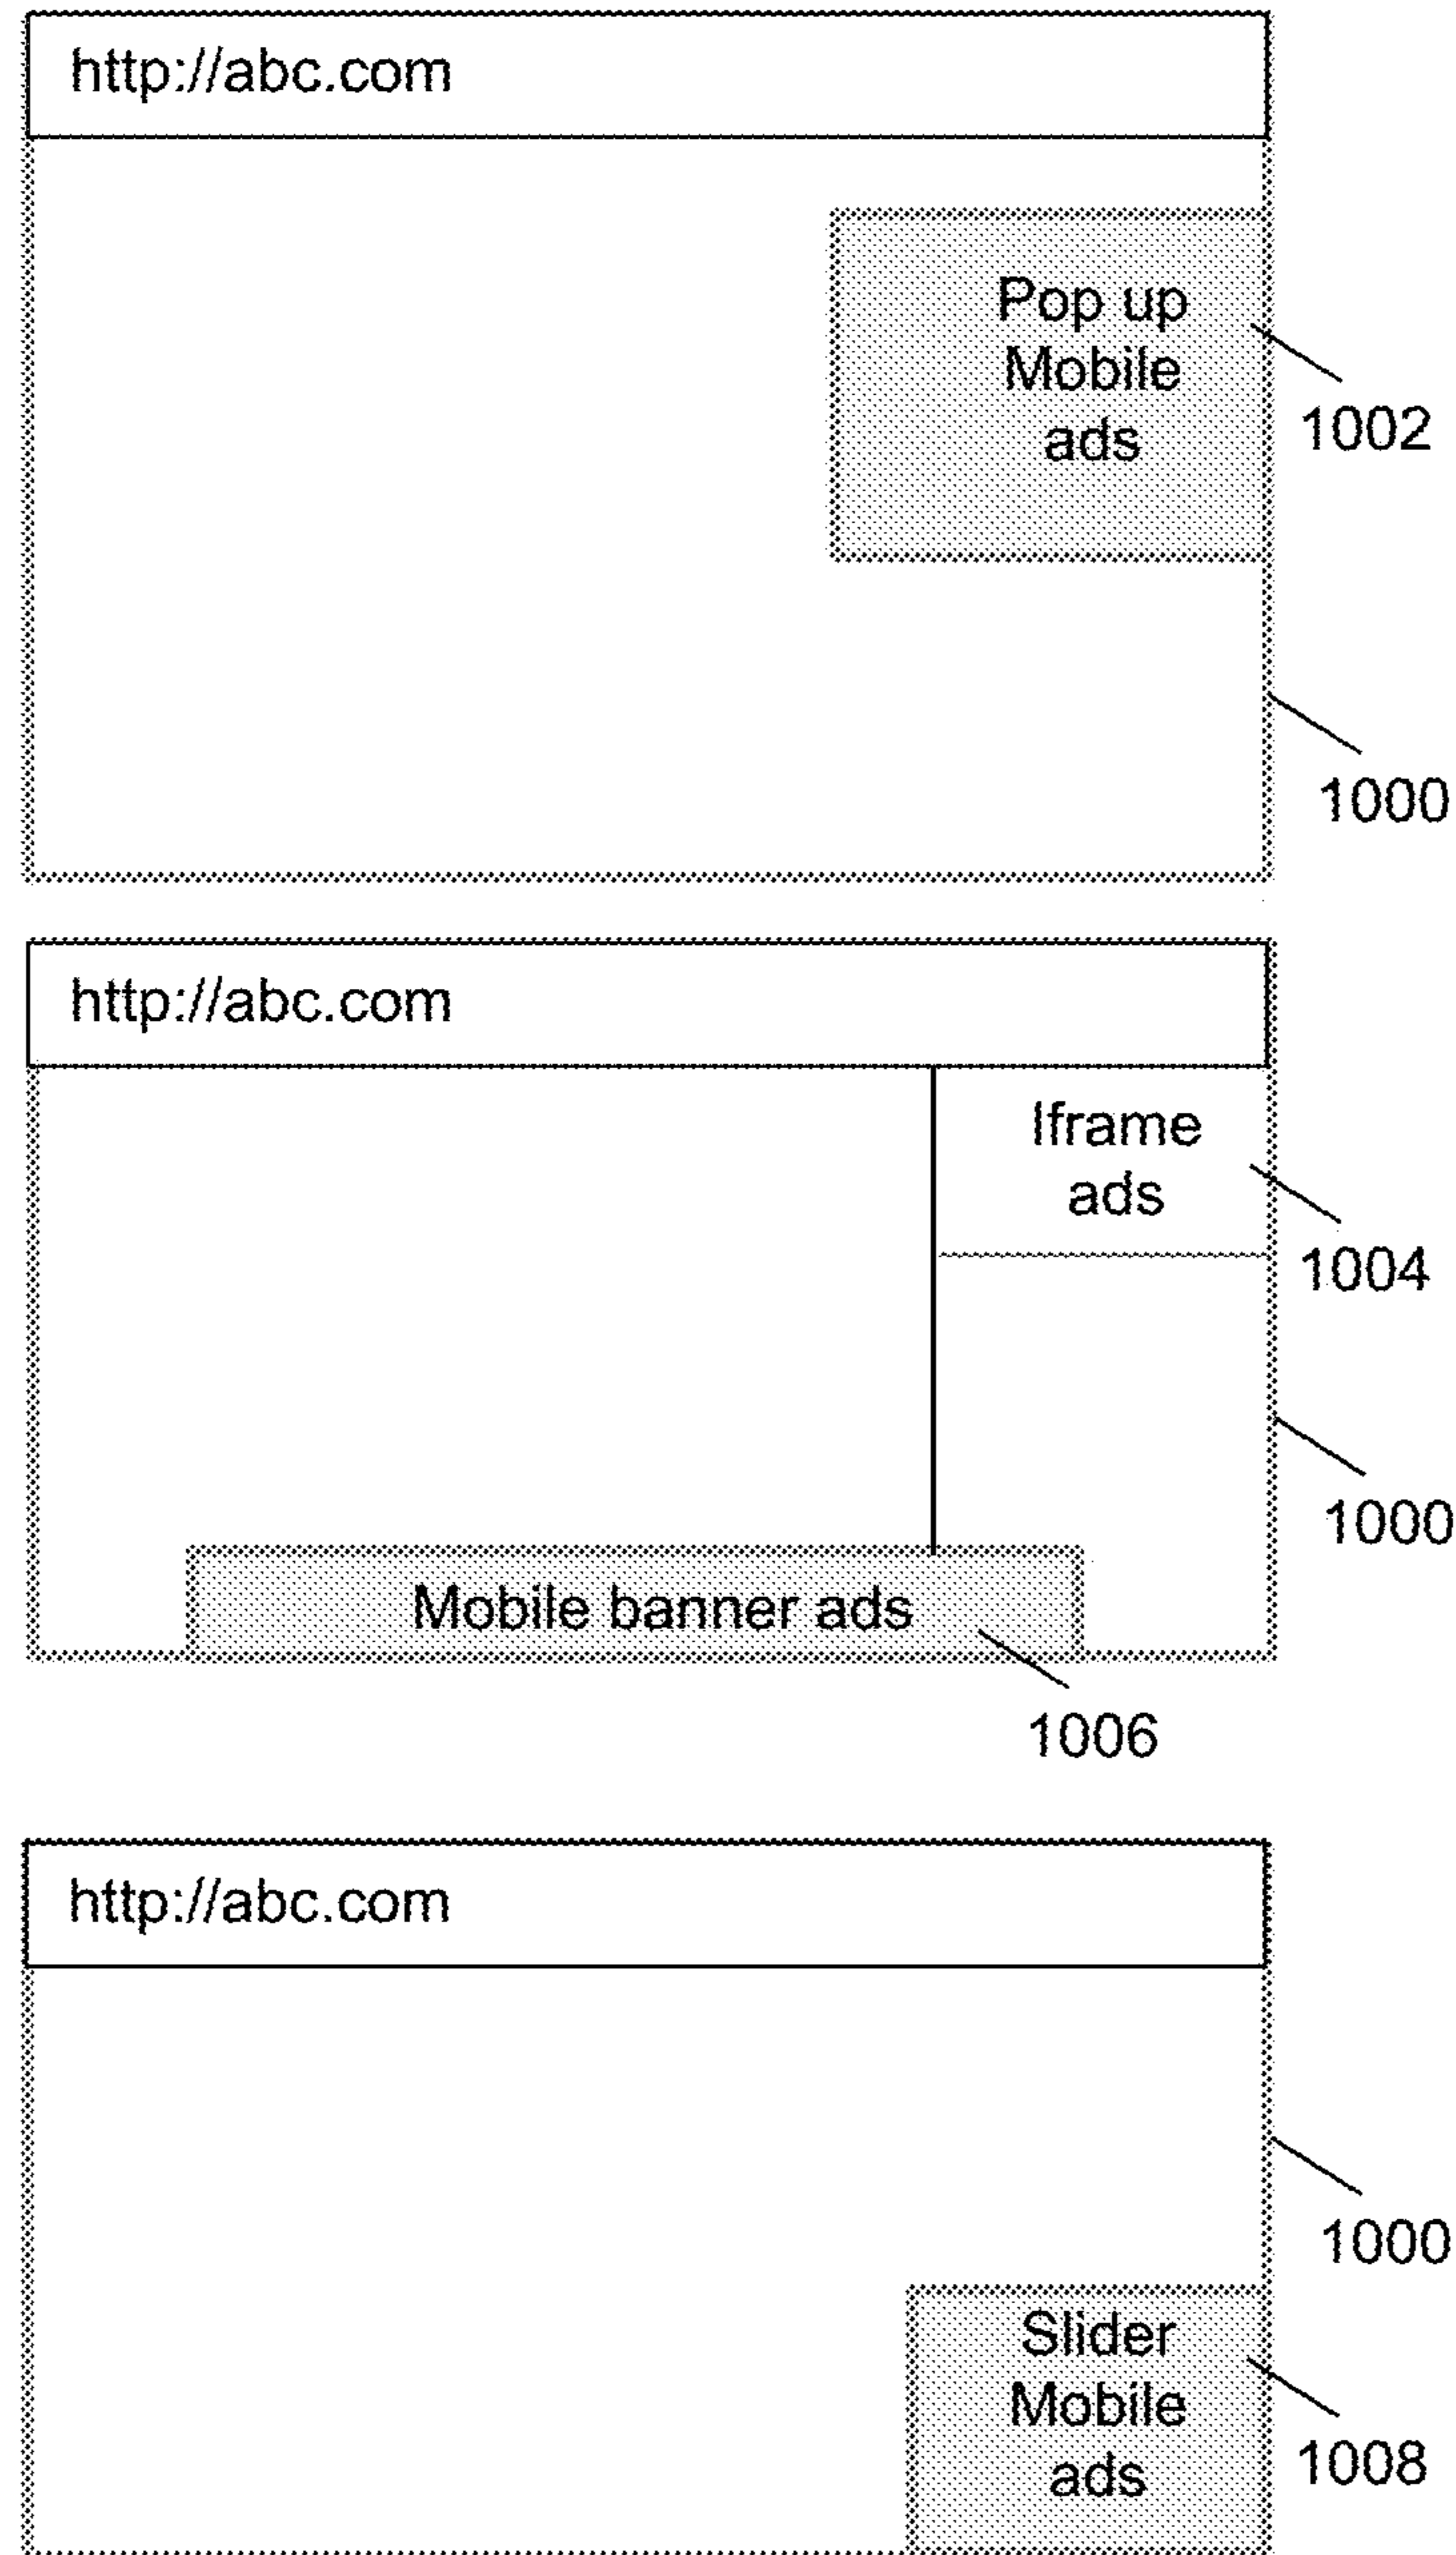 http://abc.com
Pop up
Mobile
ads
1002
1000
http://abc.com
Iframe
ads
1004
1000
Mobile banner ads
1006
http://abc.com
1000
Slider
Mobile
ads
1008